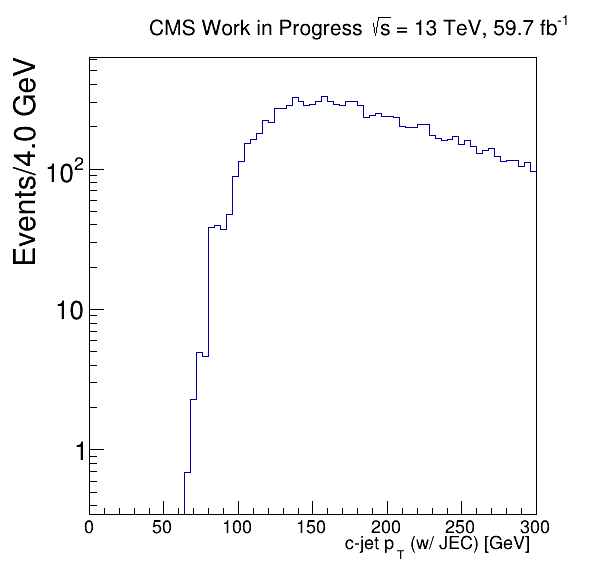 CMS Work in Progress √s = 13 TeV, 59.7 fb⁻¹
Events/4.0 GeV
10²
10
1
0 50 100 150 200 250 300
c-jet p_T (w/ JEC) [GeV]